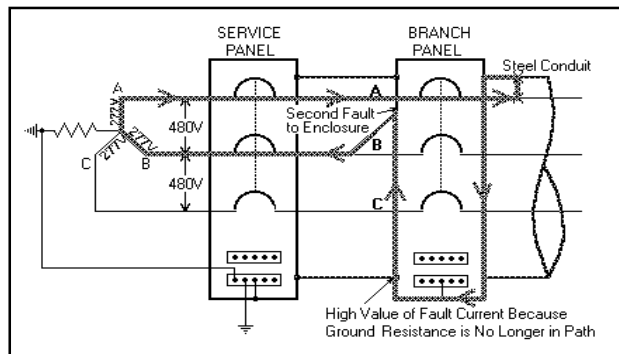 SERVICE
PANEL
BRANCH
PANEL
Steel Conduit
A
A
277V
Second Fault
to Enclosure
480V
277V
277V
B
B
C
480V
C
High Value of Fault Current Because
Ground Resistance is No Longer in Path